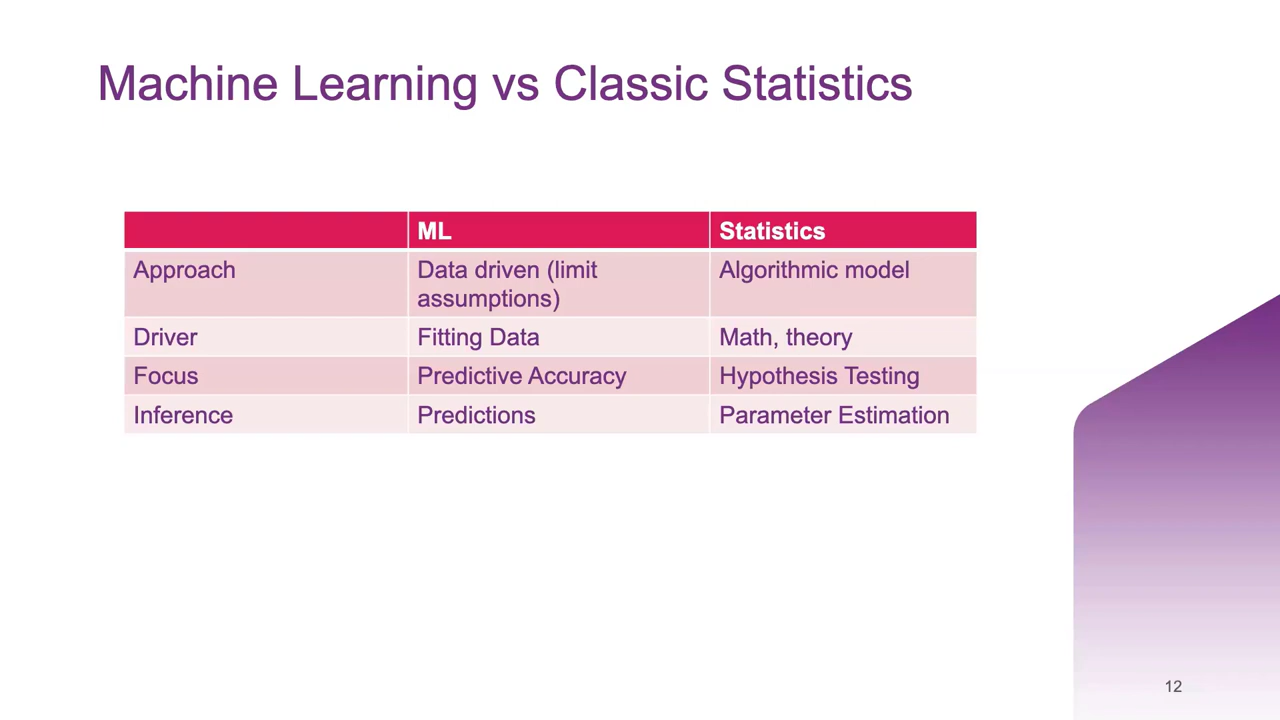 Machine Learning vs Classic Statistics
ML
Statistics
Approach
Data driven (limit
assumptions)
Algorithmic model
Driver
Fitting Data
Math, theory
Focus
Predictive Accuracy
Hypothesis Testing
Inference
Predictions
Parameter Estimation
12